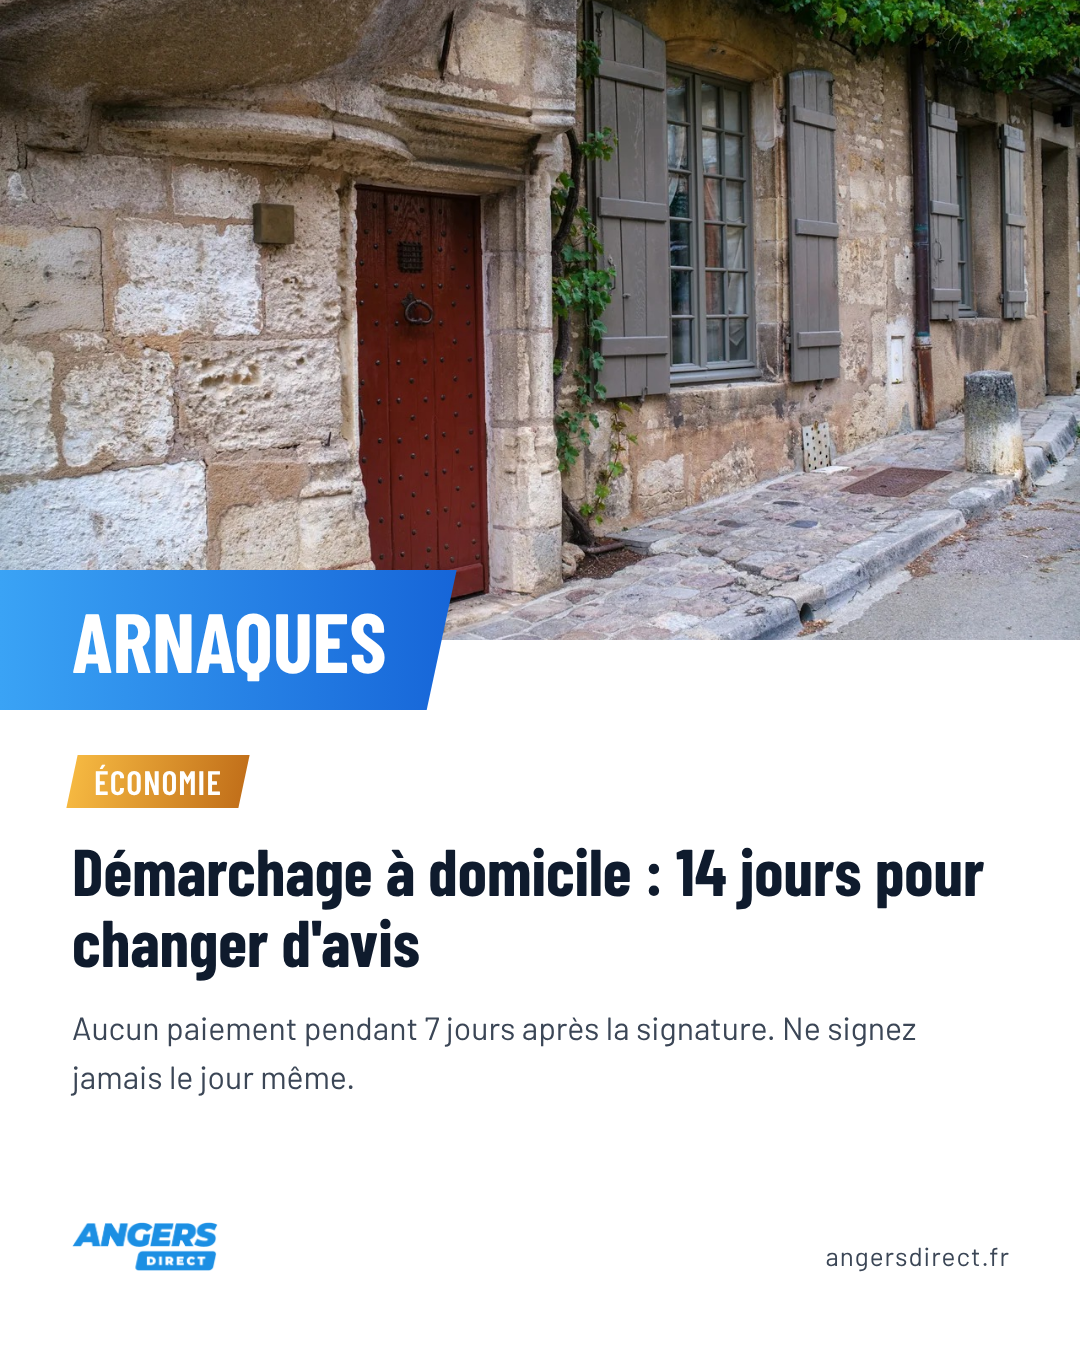 ARNAQUES
ÉCONOMIE
Démarchage à domicile : 14 jours pour
changer d'avis
Aucun paiement pendant 7 jours après la signature. Ne signez
jamais le jour même.
ANGERS
DIRECT
angersdirect.fr